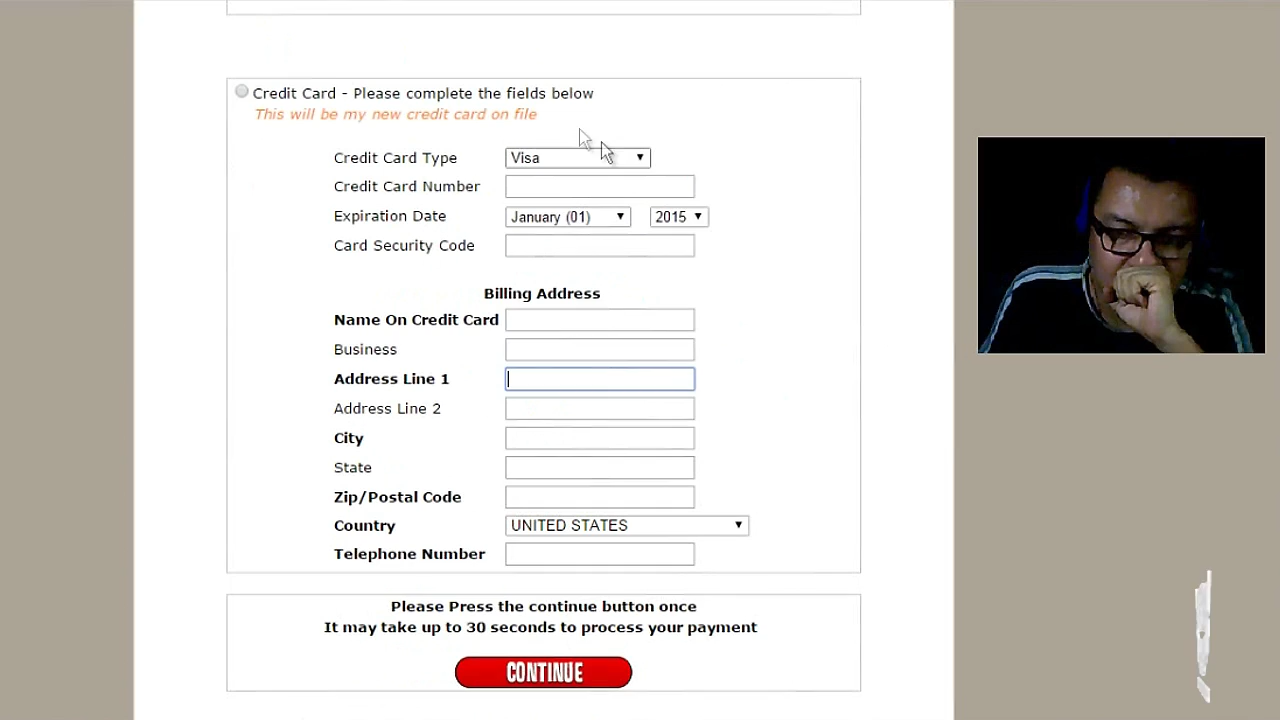 Credit Card - Please complete the fields below
This will be my new credit card on file
Credit Card Type Visa
Credit Card Number
Expiration Date January (01) 2015
Card Security Code
Billing Address
Name On Credit Card
Business
Address Line 1
Address Line 2
City
State
Zip/Postal Code
Country UNITED STATES
Telephone Number
Please Press the continue button once
It may take up to 30 seconds to process your payment
CONTINUE